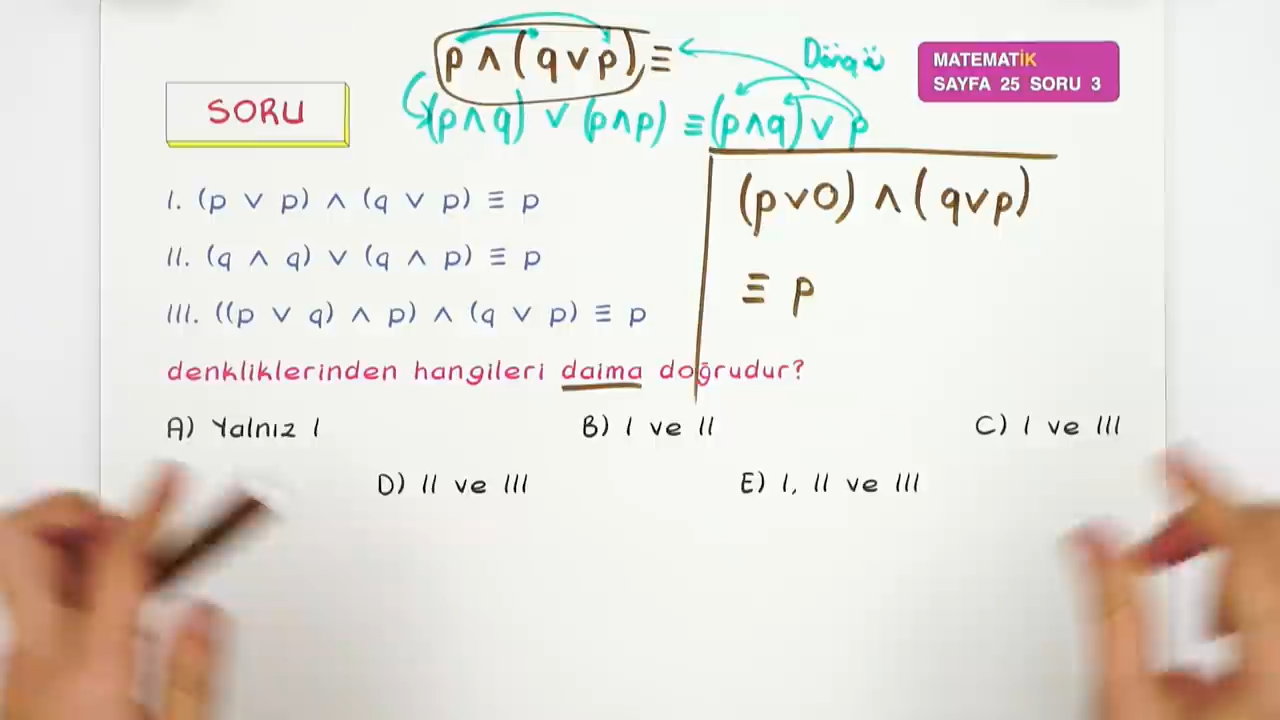 p ∧ (q ∨ p) ≡
(p ∧ q) ∨ (p ∧ p) ≡ (p ∧ q) ∨ p
MATEMATİK
SAYFA 25 SORU 3
SORU
(p ∨ 0) ∧ (q ∨ p)
≡ p
I. (p ∨ p) ∧ (q ∨ p) ≡ p
II. (q ∧ q) ∨ (q ∧ p) ≡ p
III. ((p ∨ q) ∧ p) ∧ (q ∨ p) ≡ p
denkliklerinden hangileri daima doğrudur?
A) Yalnız I
B) I ve II
C) I ve III
D) II ve III
E) I, II ve III